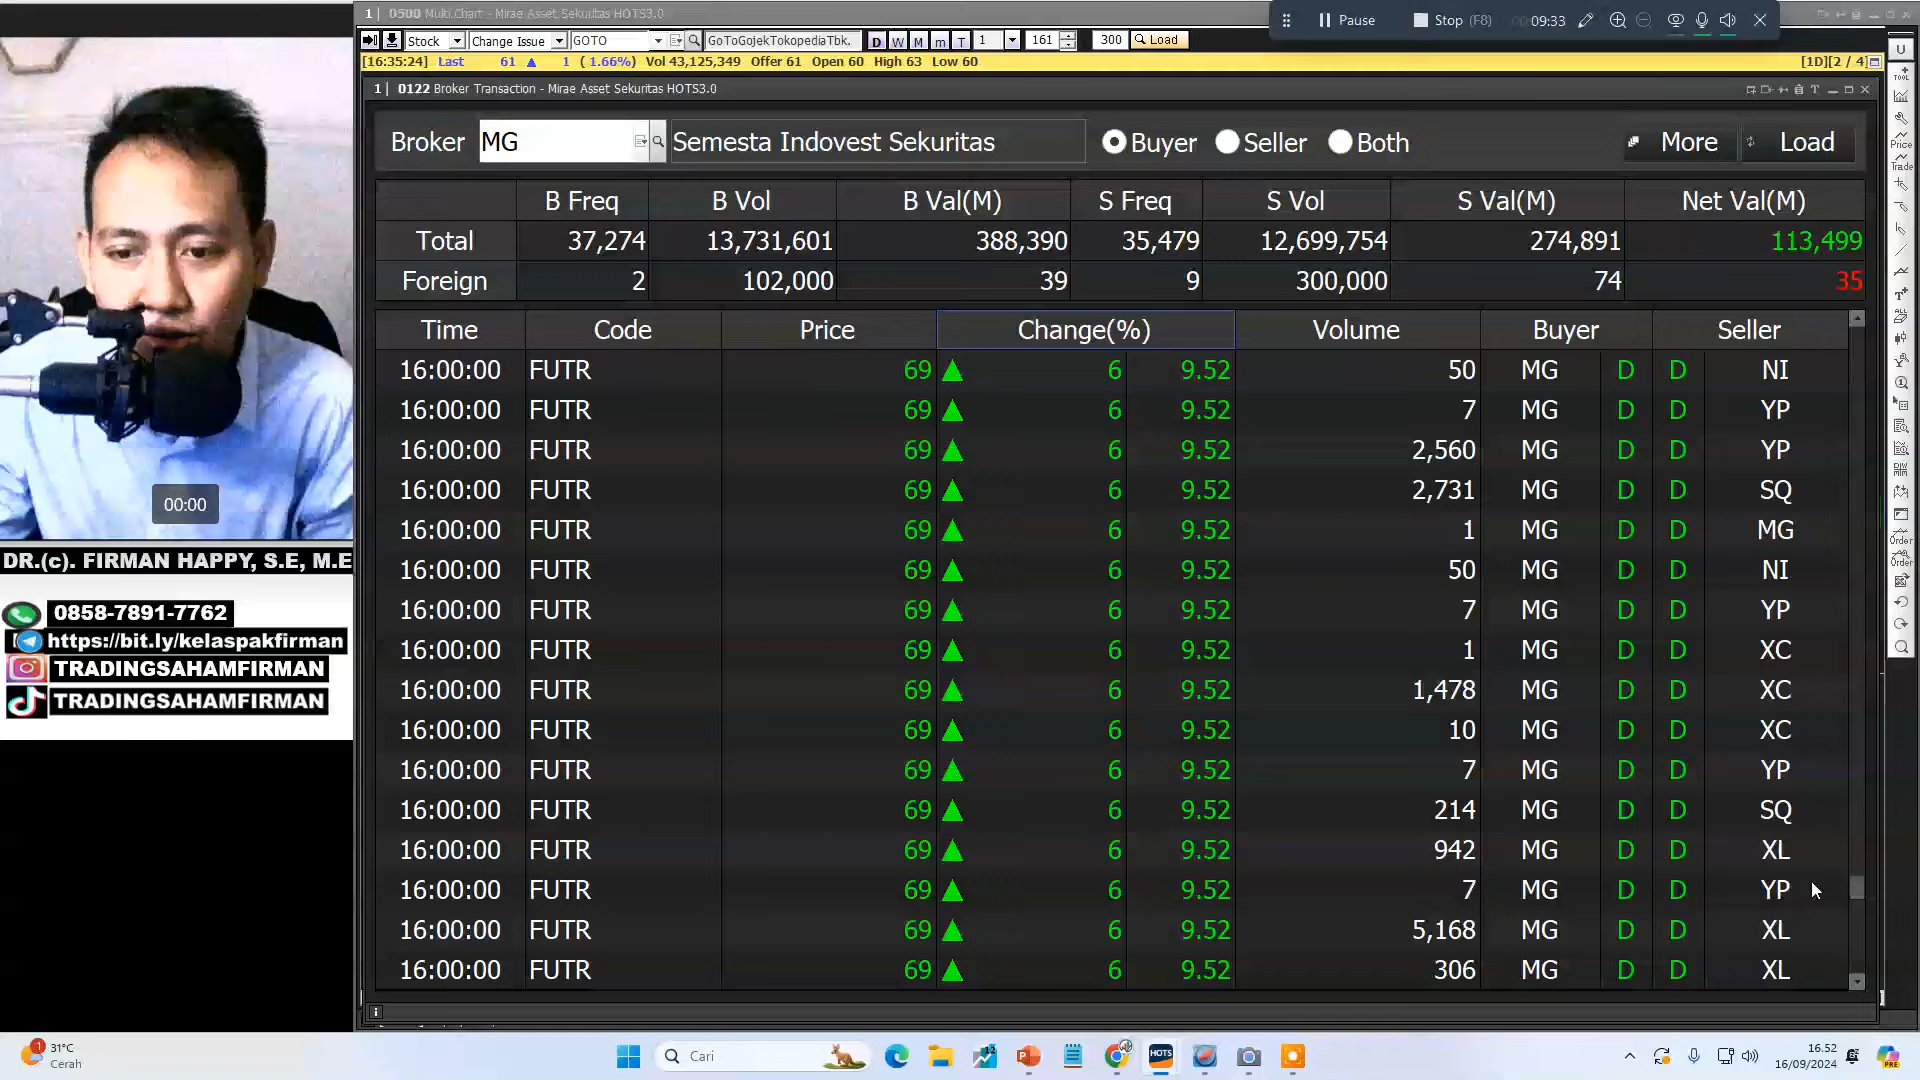 1 0500 Multi Chart - Mirae Asset Sekuritas HOTS3.0
Pause Stop (F8) 00:09:33
Stock Change Issue GOTO GoToGojekTokopediaTbk. D W M m T 1 161 300 Load
[16:35:24] Last 61 ▲ 1 ( 1.66%) Vol 43,125,349 Offer 61 Open 60 High 63 Low 60 [1D][2 / 4]
1 0122 Broker Transaction - Mirae Asset Sekuritas HOTS3.0
Broker MG Semesta Indovest Sekuritas Buyer Seller Both More Load
B Freq B Vol B Val(M) S Freq S Vol S Val(M) Net Val(M)
Total 37,274 13,731,601 388,390 35,479 12,699,754 274,891 113,499
Foreign 2 102,000 39 9 300,000 74 35
Time Code Price Change(%) Volume Buyer Seller
16:00:00 FUTR 69 ▲ 6 9.52 50 MG D D NI
16:00:00 FUTR 69 ▲ 6 9.52 7 MG D D YP
16:00:00 FUTR 69 ▲ 6 9.52 2,560 MG D D YP
16:00:00 FUTR 69 ▲ 6 9.52 2,731 MG D D SQ
16:00:00 FUTR 69 ▲ 6 9.52 1 MG D D MG
16:00:00 FUTR 69 ▲ 6 9.52 50 MG D D NI
16:00:00 FUTR 69 ▲ 6 9.52 7 MG D D YP
16:00:00 FUTR 69 ▲ 6 9.52 1 MG D D XC
16:00:00 FUTR 69 ▲ 6 9.52 1,478 MG D D XC
16:00:00 FUTR 69 ▲ 6 9.52 10 MG D D XC
16:00:00 FUTR 69 ▲ 6 9.52 7 MG D D YP
16:00:00 FUTR 69 ▲ 6 9.52 214 MG D D SQ
16:00:00 FUTR 69 ▲ 6 9.52 942 MG D D XL
16:00:00 FUTR 69 ▲ 6 9.52 7 MG D D YP
16:00:00 FUTR 69 ▲ 6 9.52 5,168 MG D D XL
16:00:00 FUTR 69 ▲ 6 9.52 306 MG D D XL
00:00
DR.(c). FIRMAN HAPPY, S.E, M.E
0858-7891-7762
https://bit.ly/kelaspakfirman
TRADINGSAHAMFIRMAN
TRADINGSAHAMFIRMAN
U
TOOL
Price
Trade
ALL
Order
Order
1
31°C
Cerah
Cari
HOTS
16.52
16/09/2024
PRE